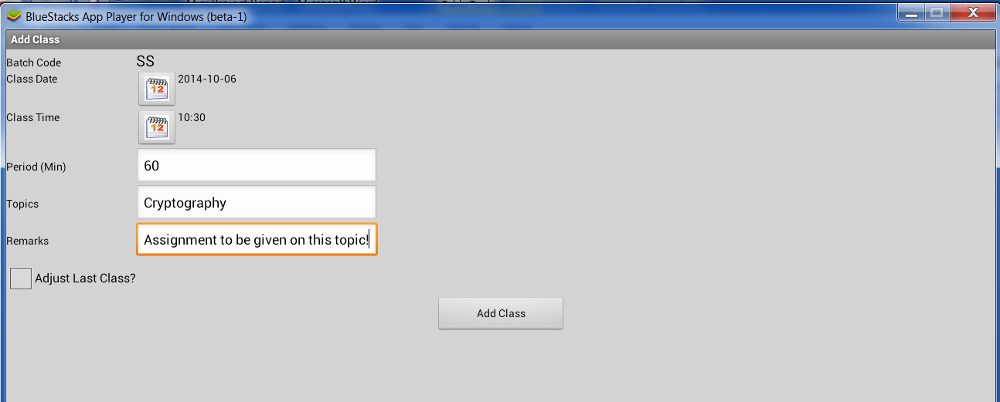 BlueStacks App Player for Windows (beta-1)
Add Class
Batch Code SS
Class Date 12 2014-10-06
Class Time 12 10:30
Period (Min) 60
Topics Cryptography
Remarks Assignment to be given on this topic!
Adjust Last Class?
Add Class